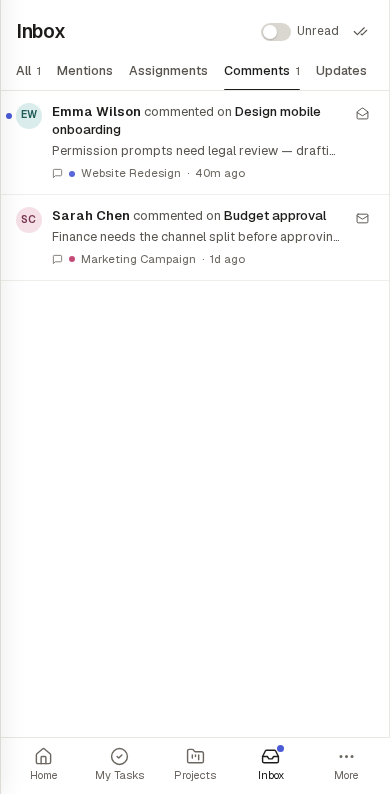 Inbox
Unread
All 1 Mentions Assignments Comments 1 Updates
EW
Emma Wilson commented on Design mobile
onboarding
Permission prompts need legal review — drafti…
Website Redesign · 40m ago
SC
Sarah Chen commented on Budget approval
Finance needs the channel split before approvin…
Marketing Campaign · 1d ago
Home My Tasks Projects Inbox More